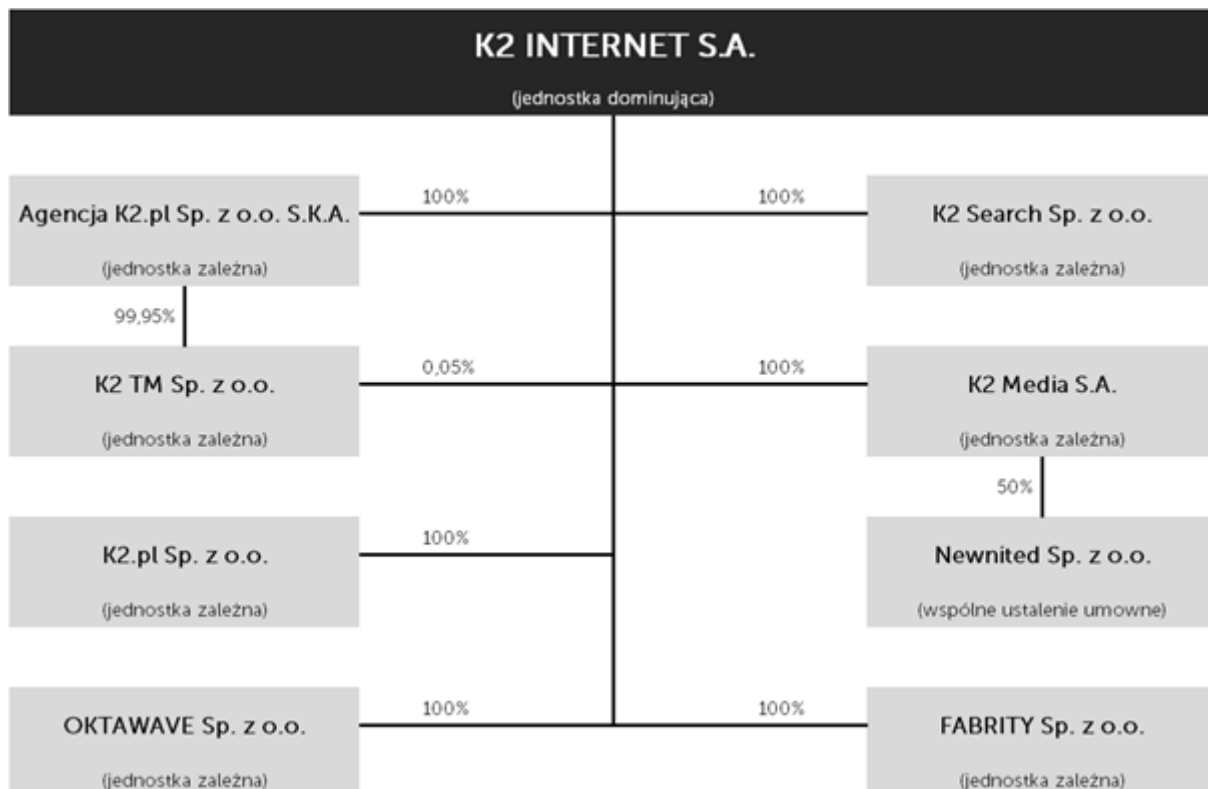 K2 INTERNET S.A.
(jednostka dominująca)
Agencja K2.pl Sp. z o.o. S.K.A.
(jednostka zależna)
100%
100%
K2 Search Sp. z o.o.
(jednostka zależna)
99,95%
K2 TM Sp. z o.o.
(jednostka zależna)
0,05%
100%
K2 Media S.A.
(jednostka zależna)
50%
K2.pl Sp. z o.o.
(jednostka zależna)
100%
Newnited Sp. z o.o.
(wspólne ustalenie umowne)
OKTAWAVE Sp. z o.o.
(jednostka zależna)
100%
100%
FABRITY Sp. z o.o.
(jednostka zależna)